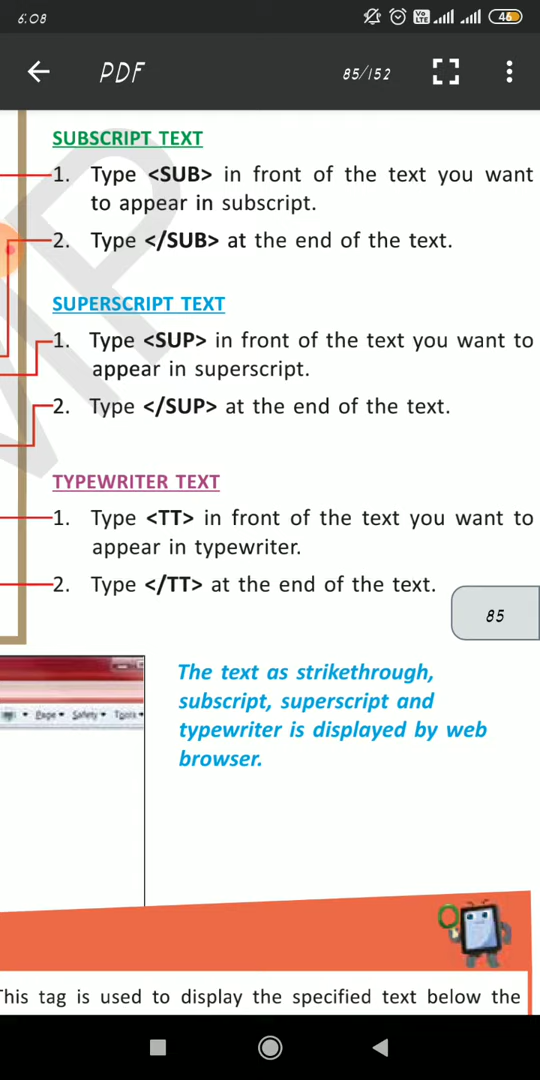 6:08
Vo LTE
46
PDF
85/152
SUBSCRIPT TEXT
1. Type <SUB> in front of the text you want
to appear in subscript.
2. Type </SUB> at the end of the text.
SUPERSCRIPT TEXT
1. Type <SUP> in front of the text you want to
appear in superscript.
2. Type </SUP> at the end of the text.
TYPEWRITER TEXT
1. Type <TT> in front of the text you want to
appear in typewriter.
2. Type </TT> at the end of the text.
85
The text as strikethrough,
subscript, superscript and
typewriter is displayed by web
browser.
Page Safety Tools
This tag is used to display the specified text below the